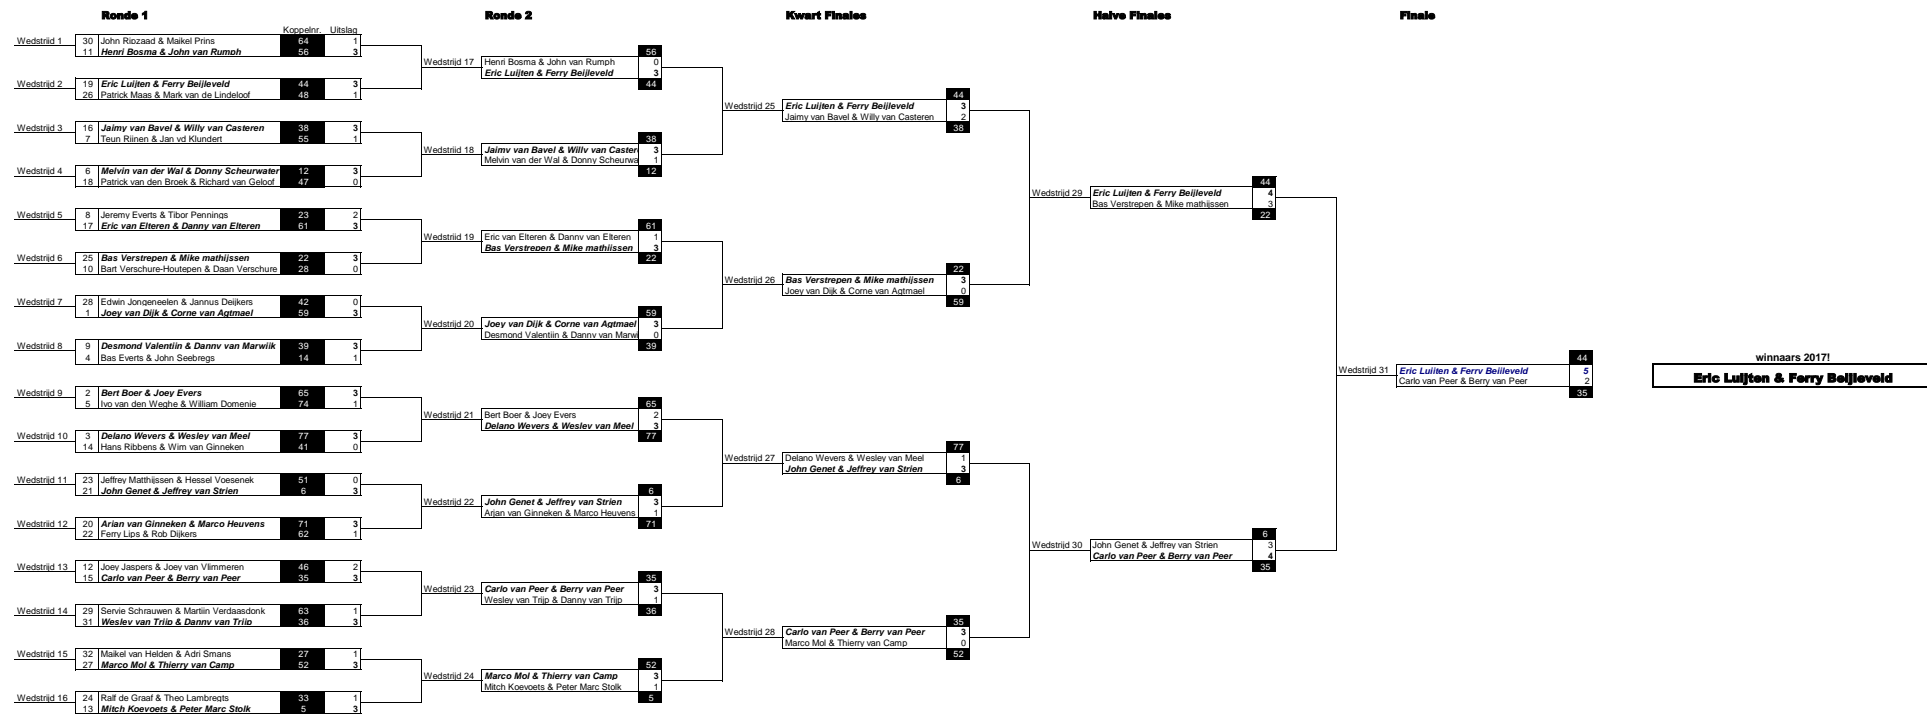 Ronde 1 Ronde 2 Kwart Finales Halve Finales Finale
Koppelnr. Uitslag
Wedstrijd 1 30 John Ripzaad & Maikel Prins 64 1
11 Henri Bosma & John van Rumph 56 3
56
Wedstrijd 17 Henri Bosma & John van Rumph 0
Eric Luijten & Ferry Beijleveld 3
44
Wedstrijd 2 19 Eric Luijten & Ferry Beijleveld 44 3
26 Patrick Maas & Mark van de Lindeloof 48 1
44
Wedstrijd 25 Eric Luijten & Ferry Beijleveld 3
Jaimy van Bavel & Willy van Casteren 2
38
Wedstrijd 3 16 Jaimy van Bavel & Willy van Casteren 38 3
7 Teun Rijnen & Jan vd Klundert 55 1
38
Wedstrijd 18 Jaimy van Bavel & Willy van Casteren 3
Melvin van der Wal & Donny Scheurwa 1
12
Wedstrijd 4 6 Melvin van der Wal & Donny Scheurwater 12 3
18 Patrick van den Broek & Richard van Geloof 47 0
44
Wedstrijd 29 Eric Luijten & Ferry Beijleveld 4
Bas Verstrepen & Mike mathijssen 3
22
Wedstrijd 5 8 Jeremy Everts & Tibor Pennings 23 2
17 Eric van Elteren & Danny van Elteren 61 3
61
Wedstrijd 19 Eric van Elteren & Danny van Elteren 1
Bas Verstrepen & Mike mathijssen 3
22
Wedstrijd 6 25 Bas Verstrepen & Mike mathijssen 22 3
10 Bart Verschure-Houtepen & Daan Verschure 28 0
22
Wedstrijd 26 Bas Verstrepen & Mike mathijssen 3
Joey van Dijk & Corne van Agtmael 0
59
Wedstrijd 7 28 Edwin Jongeneelen & Jannus Deijkers 42 0
1 Joey van Dijk & Corne van Agtmael 59 3
59
Wedstrijd 20 Joey van Dijk & Corne van Agtmael 3
Desmond Valentijn & Danny van Marwi 0
39
Wedstrijd 8 9 Desmond Valentijn & Danny van Marwijk 39 3
4 Bas Everts & John Seebregs 14 1
44 winnaars 2017!
Wedstrijd 31 Eric Luijten & Ferry Beijleveld 5 Eric Luijten & Ferry Beijleveld
Carlo van Peer & Berry van Peer 2
35
Wedstrijd 9 2 Bert Boer & Joey Evers 65 3
5 Ivo van den Weghe & William Domenie 74 1
65
Wedstrijd 21 Bert Boer & Joey Evers 2
Delano Wevers & Wesley van Meel 3
77
Wedstrijd 10 3 Delano Wevers & Wesley van Meel 77 3
14 Hans Ribbens & Wim van Ginneken 41 0
77
Wedstrijd 27 Delano Wevers & Wesley van Meel 1
John Genet & Jeffrey van Strien 3
6
Wedstrijd 11 23 Jeffrey Matthijssen & Hessel Voesenek 51 0
21 John Genet & Jeffrey van Strien 6 3
6
Wedstrijd 22 John Genet & Jeffrey van Strien 3
Arjan van Ginneken & Marco Heuvens 1
71
Wedstrijd 12 20 Arjan van Ginneken & Marco Heuvens 71 3
22 Ferry Lips & Rob Dijkers 62 1
6
Wedstrijd 30 John Genet & Jeffrey van Strien 3
Carlo van Peer & Berry van Peer 4
35
Wedstrijd 13 12 Joey Jaspers & Joey van Vlimmeren 46 2
15 Carlo van Peer & Berry van Peer 35 3
35
Wedstrijd 23 Carlo van Peer & Berry van Peer 3
Wesley van Trijp & Danny van Trijp 1
36
Wedstrijd 14 29 Servie Schrauwen & Martijn Verdaasdonk 63 1
31 Wesley van Trijp & Danny van Trijp 36 3
35
Wedstrijd 28 Carlo van Peer & Berry van Peer 3
Marco Mol & Thierry van Camp 0
52
Wedstrijd 15 32 Maikel van Helden & Adri Smans 27 1
27 Marco Mol & Thierry van Camp 52 3
52
Wedstrijd 24 Marco Mol & Thierry van Camp 3
Mitch Koevoets & Peter Marc Stolk 1
5
Wedstrijd 16 24 Ralf de Graaf & Theo Lambregts 33 1
13 Mitch Koevoets & Peter Marc Stolk 5 3